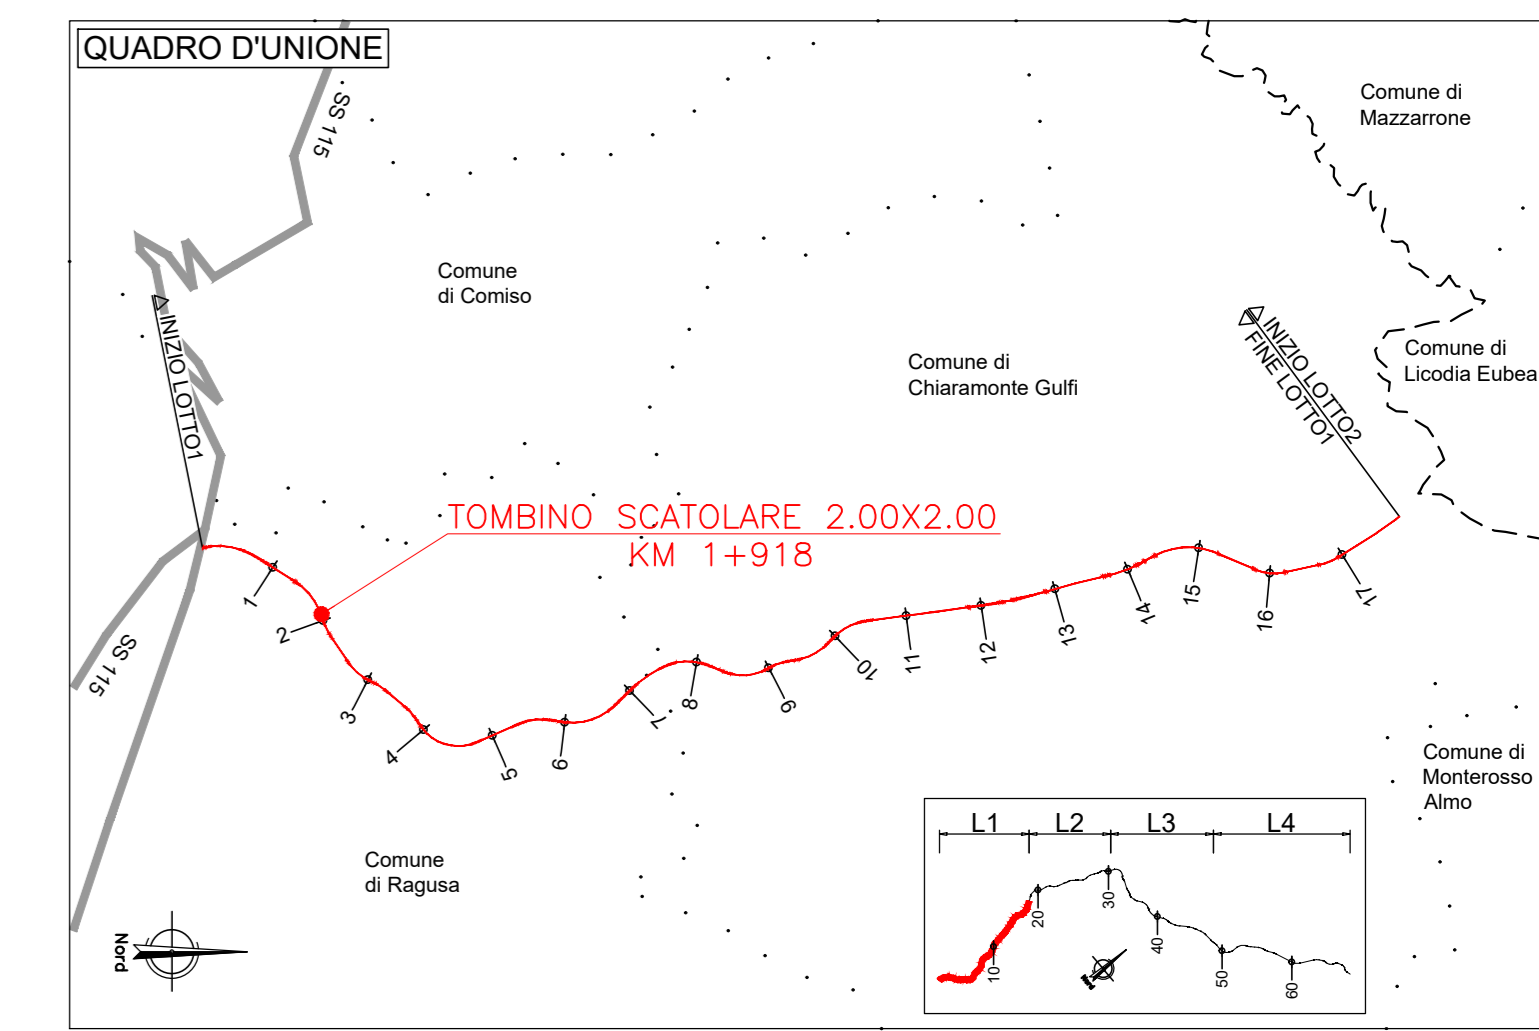 QUADRO D'UNIONE
SS 115
Comune di
Mazzarrone
Comune
di Comiso
INIZIO LOTTO1
Comune di
Chiaramonte Gulfi
INIZIO LOTTO2
FINE LOTTO1
Comune di
Licodia Eubea
TOMBINO SCATOLARE 2.00X2.00
KM 1+918
SS 115
1
2
3
4
5
6
7
8
9
10
11
12
13
14
15
16
17
Comune di
Monterosso
Almo
Comune
di Ragusa
Nord
L1 L2 L3 L4
10
20
30
40
50
60
Nord